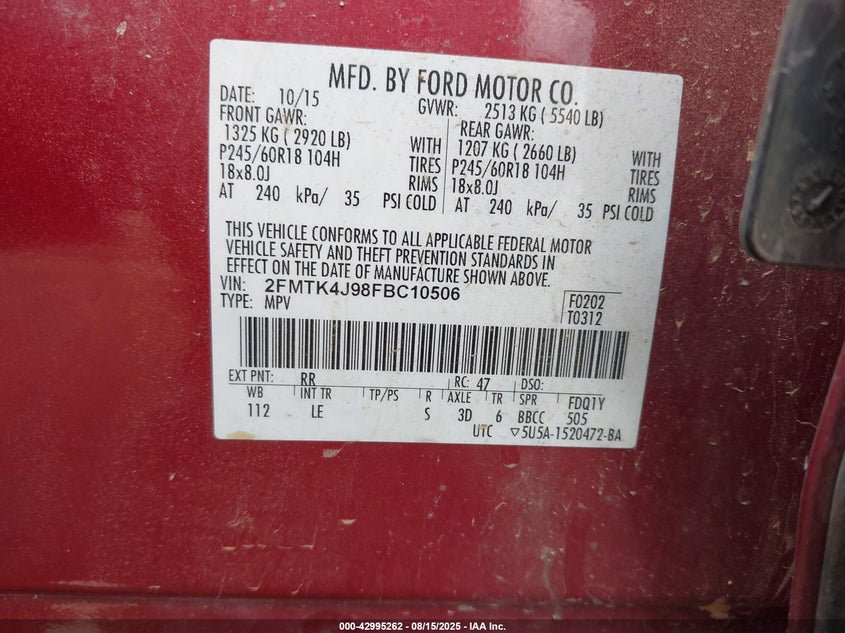 MFD. BY FORD MOTOR CO.
DATE: 10/15 GVWR: 2513 KG ( 5540 LB)
FRONT GAWR: REAR GAWR:
1325 KG ( 2920 LB) WITH 1207 KG ( 2660 LB) WITH
P245/60R18 104H TIRES P245/60R18 104H TIRES
18x8.0J RIMS 18x8.0J RIMS
AT 240 kPa/ 35 PSI COLD AT 240 kPa/ 35 PSI COLD
THIS VEHICLE CONFORMS TO ALL APPLICABLE FEDERAL MOTOR
VEHICLE SAFETY AND THEFT PREVENTION STANDARDS IN
EFFECT ON THE DATE OF MANUFACTURE SHOWN ABOVE.
VIN: 2FMTK4J98FBC10506
TYPE: MPV
F0202
T0312
EXT PNT: RR RC: 47 DSO:
WB INT TR TP/PS R AXLE TR SPR FDQTY
112 LE S 3D 6 BBCC 505
UTC ▽5U5A-1520472-BA
000-42995262 - 08/15/2025 - IAA Inc.